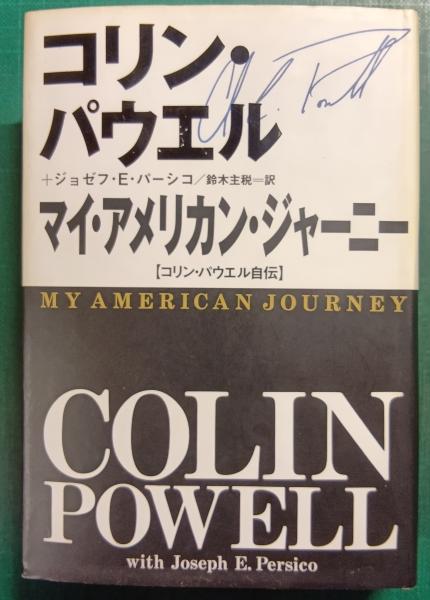 コリン・
パウエル
+ジョゼフ・E・パーシコ/鈴木主税=訳
マイ・アメリカン・ジャーニー
【コリン・パウエル自伝】
MY AMERICAN JOURNEY
COLIN
POWELL
with Joseph E. Persico